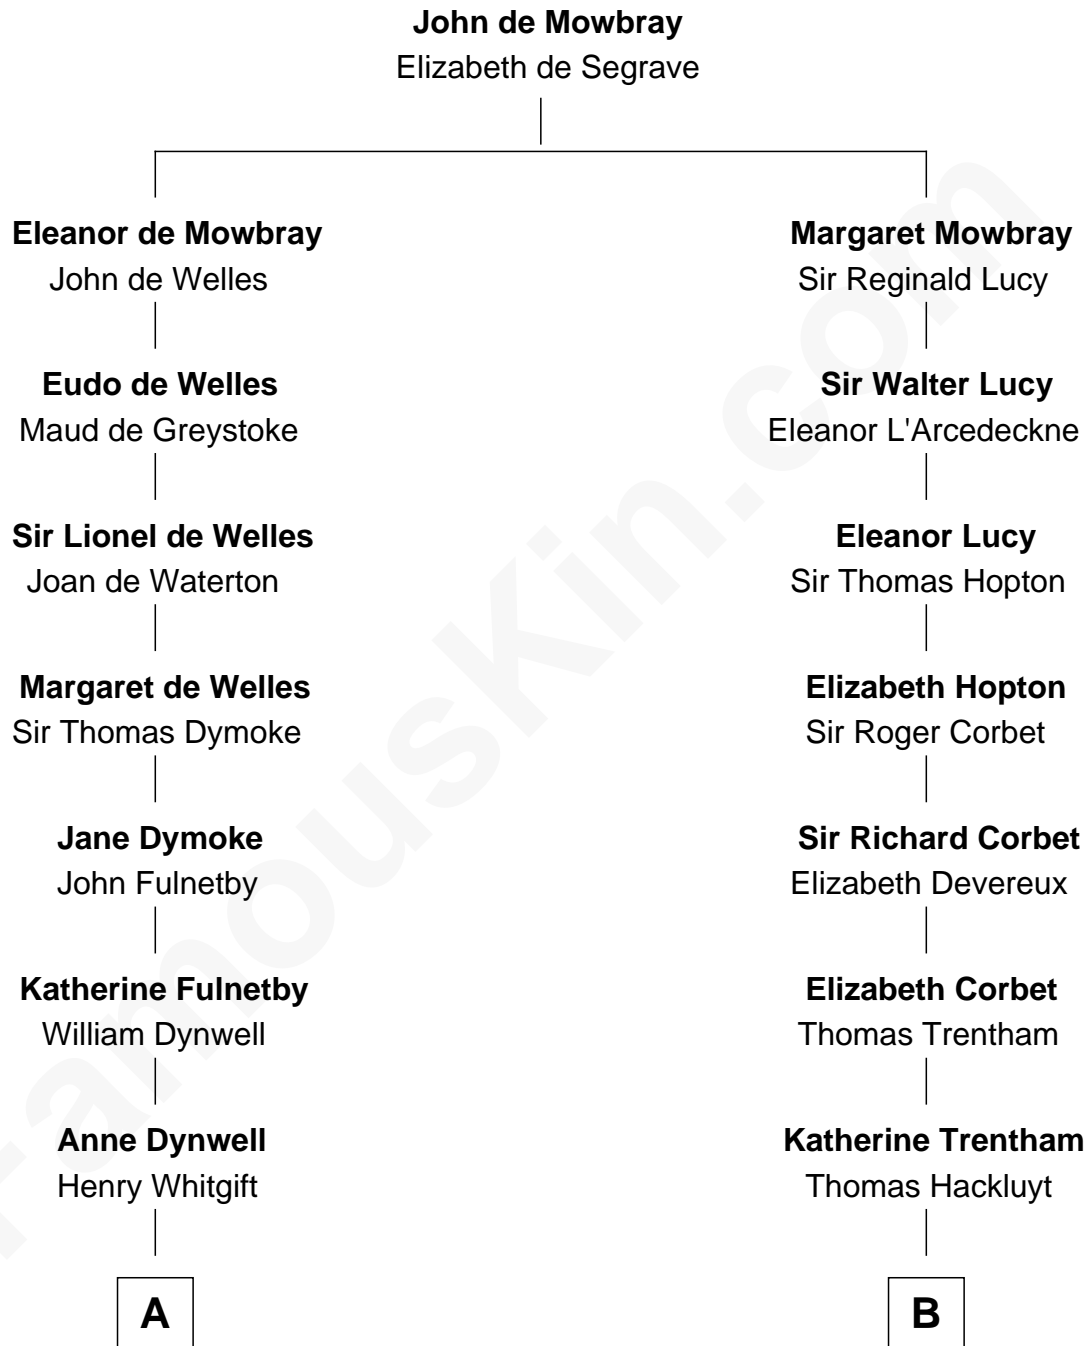 John de Mowbray
Elizabeth de Segrave
Eleanor de Mowbray
John de Welles
Margaret Mowbray
Sir Reginald Lucy
Eudo de Welles
Maud de Greystoke
Sir Walter Lucy
Eleanor L'Arcedeckne
Sir Lionel de Welles
Joan de Waterton
Eleanor Lucy
Sir Thomas Hopton
Margaret de Welles
Sir Thomas Dymoke
Elizabeth Hopton
Sir Roger Corbet
Jane Dymoke
John Fulnetby
Sir Richard Corbet
Elizabeth Devereux
Katherine Fulnetby
William Dynwell
Elizabeth Corbet
Thomas Trentham
Anne Dynwell
Henry Whitgift
Katherine Trentham
Thomas Hackluyt
A
B
FamousKin.com